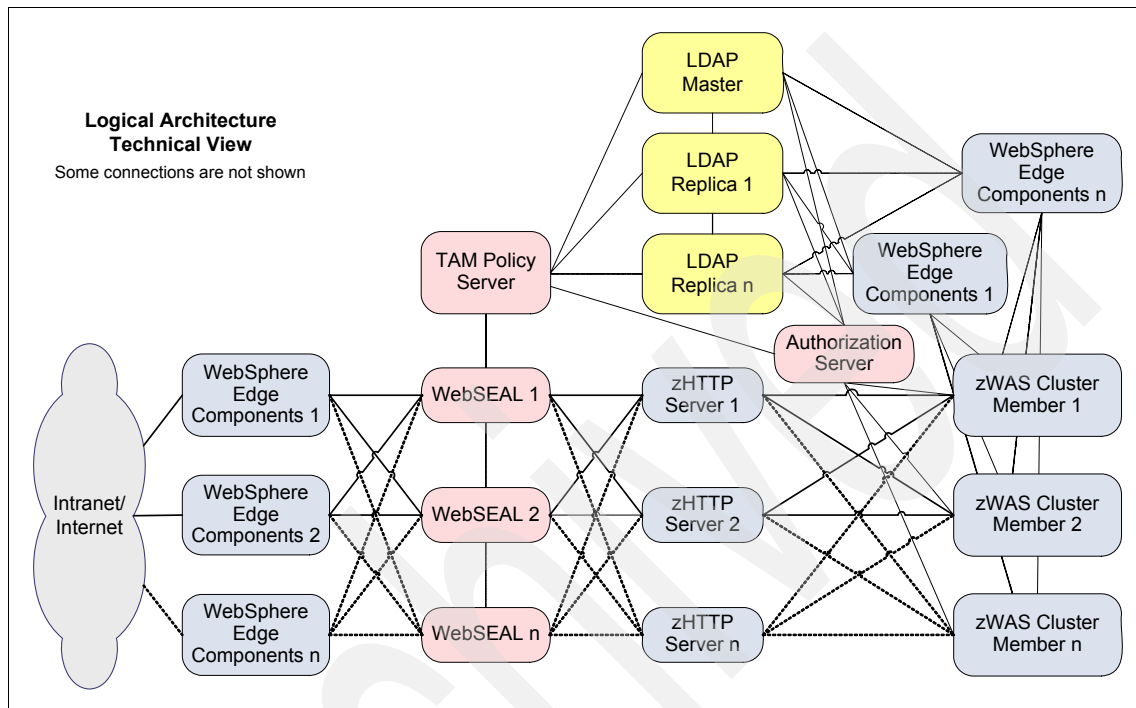 Logical Architecture
Technical View
Some connections are not shown
LDAP
Master
LDAP
Replica 1
LDAP
Replica n
WebSphere
Edge
Components n
WebSphere
Edge
Components 1
TAM Policy
Server
Authorization
Server
Intranet/
Internet
WebSphere
Edge
Components 1
WebSEAL 1
zHTTP
Server 1
zWAS Cluster
Member 1
WebSphere
Edge
Components 2
WebSEAL 2
zHTTP
Server 2
zWAS Cluster
Member 2
WebSphere
Edge
Components n
WebSEAL n
zHTTP
Server n
zWAS Cluster
Member n